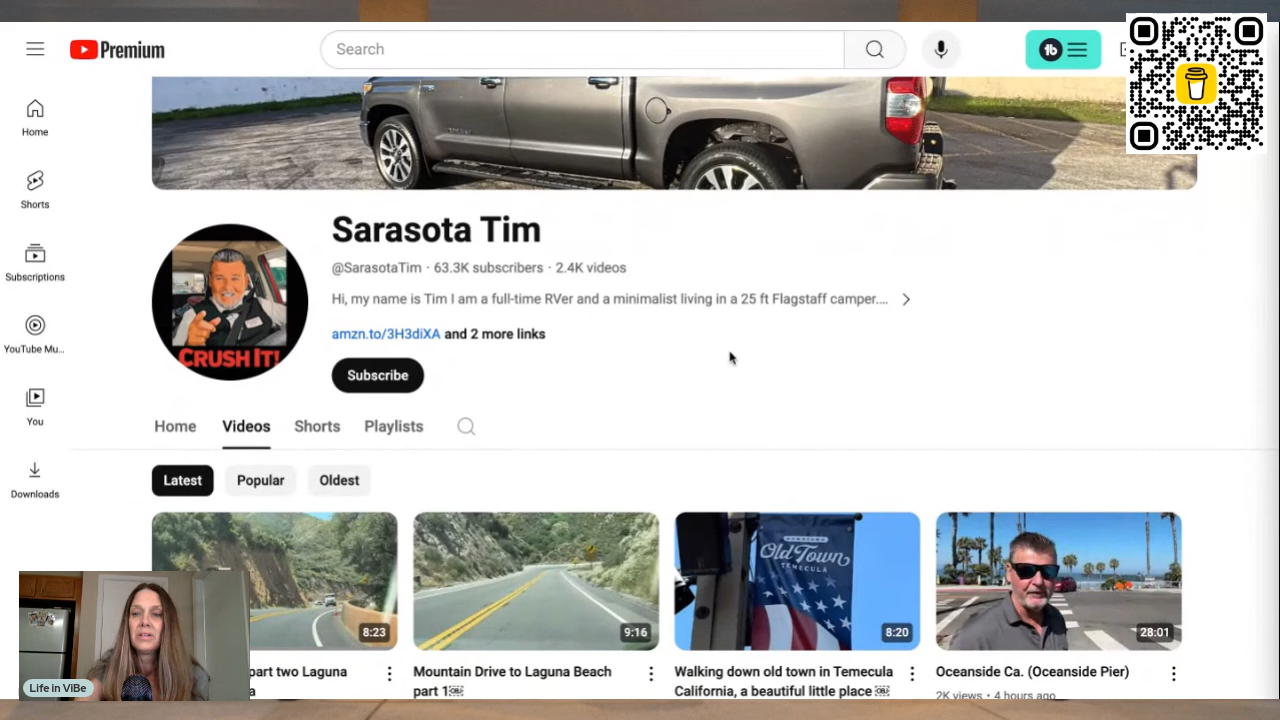 Premium
Search
Home
Shorts
Subscriptions
YouTube Mu...
You
Downloads
Sarasota Tim
@SarasotaTim · 63.3K subscribers · 2.4K videos
Hi, my name is Tim I am a full-time RVer and a minimalist living in a 25 ft Flagstaff camper....
amzn.to/3H3diXA and 2 more links
CRUSH IT!
Subscribe
Home Videos Shorts Playlists
Latest Popular Oldest
Old Town
TEMECULA
8:23
9:16
8:20
28:01
part two Laguna
a
Mountain Drive to Laguna Beach
part 1
Walking down old town in Temecula
California, a beautiful little place
Oceanside Ca. (Oceanside Pier)
2K views • 4 hours ago
Life in VIBe